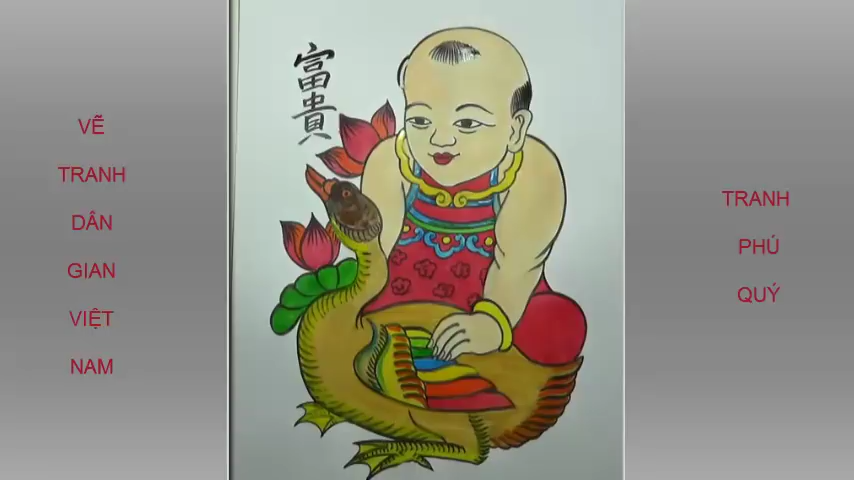 VẼ
TRANH
DÂN
GIAN
VIỆT
NAM
富貴
TRANH
PHÚ
QUÝ